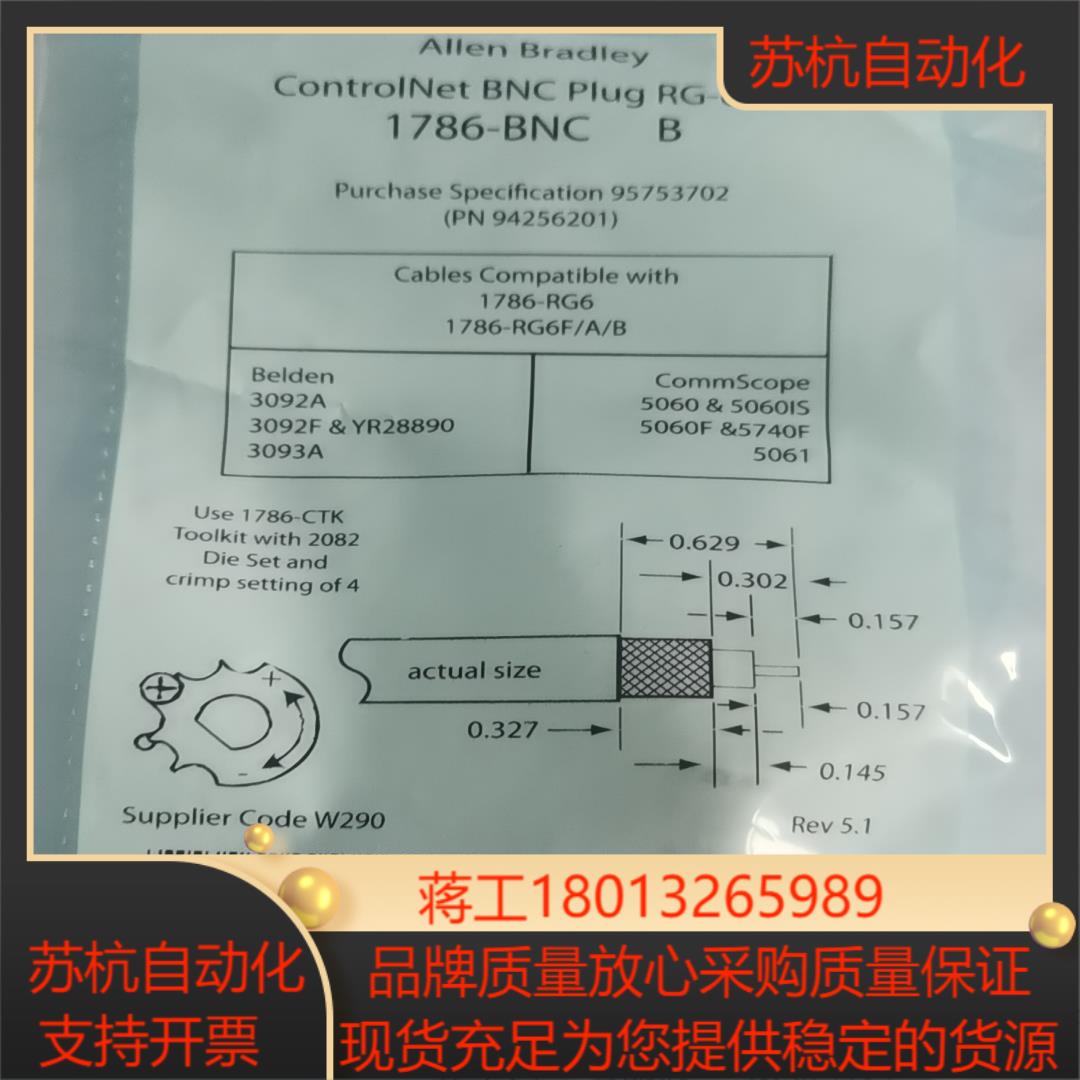 苏杭自动化
Allen Bradley
ControlNet BNC Plug
1786-BNC B
Purchase Specification 95753702
(PN 94256201)
Cables Compatible with
1786-RG6
1786-RG6F/A/B
Belden
3092A
3092F & YR28890
3093A
CommScope
5060 & 5060IS
5060F &5740F
5061
Use 1786-CTK
Toolkit with 2082
Die Set and
crimp setting of 4
0.629
0.302
0.157
actual size
0.157
0.327
0.145
+
-
Supplier Code W290
Rev 5.1
蒋工18013265989
苏杭自动化
支持开票
品牌质量放心采购质量保证
现货充足为您提供稳定的货源